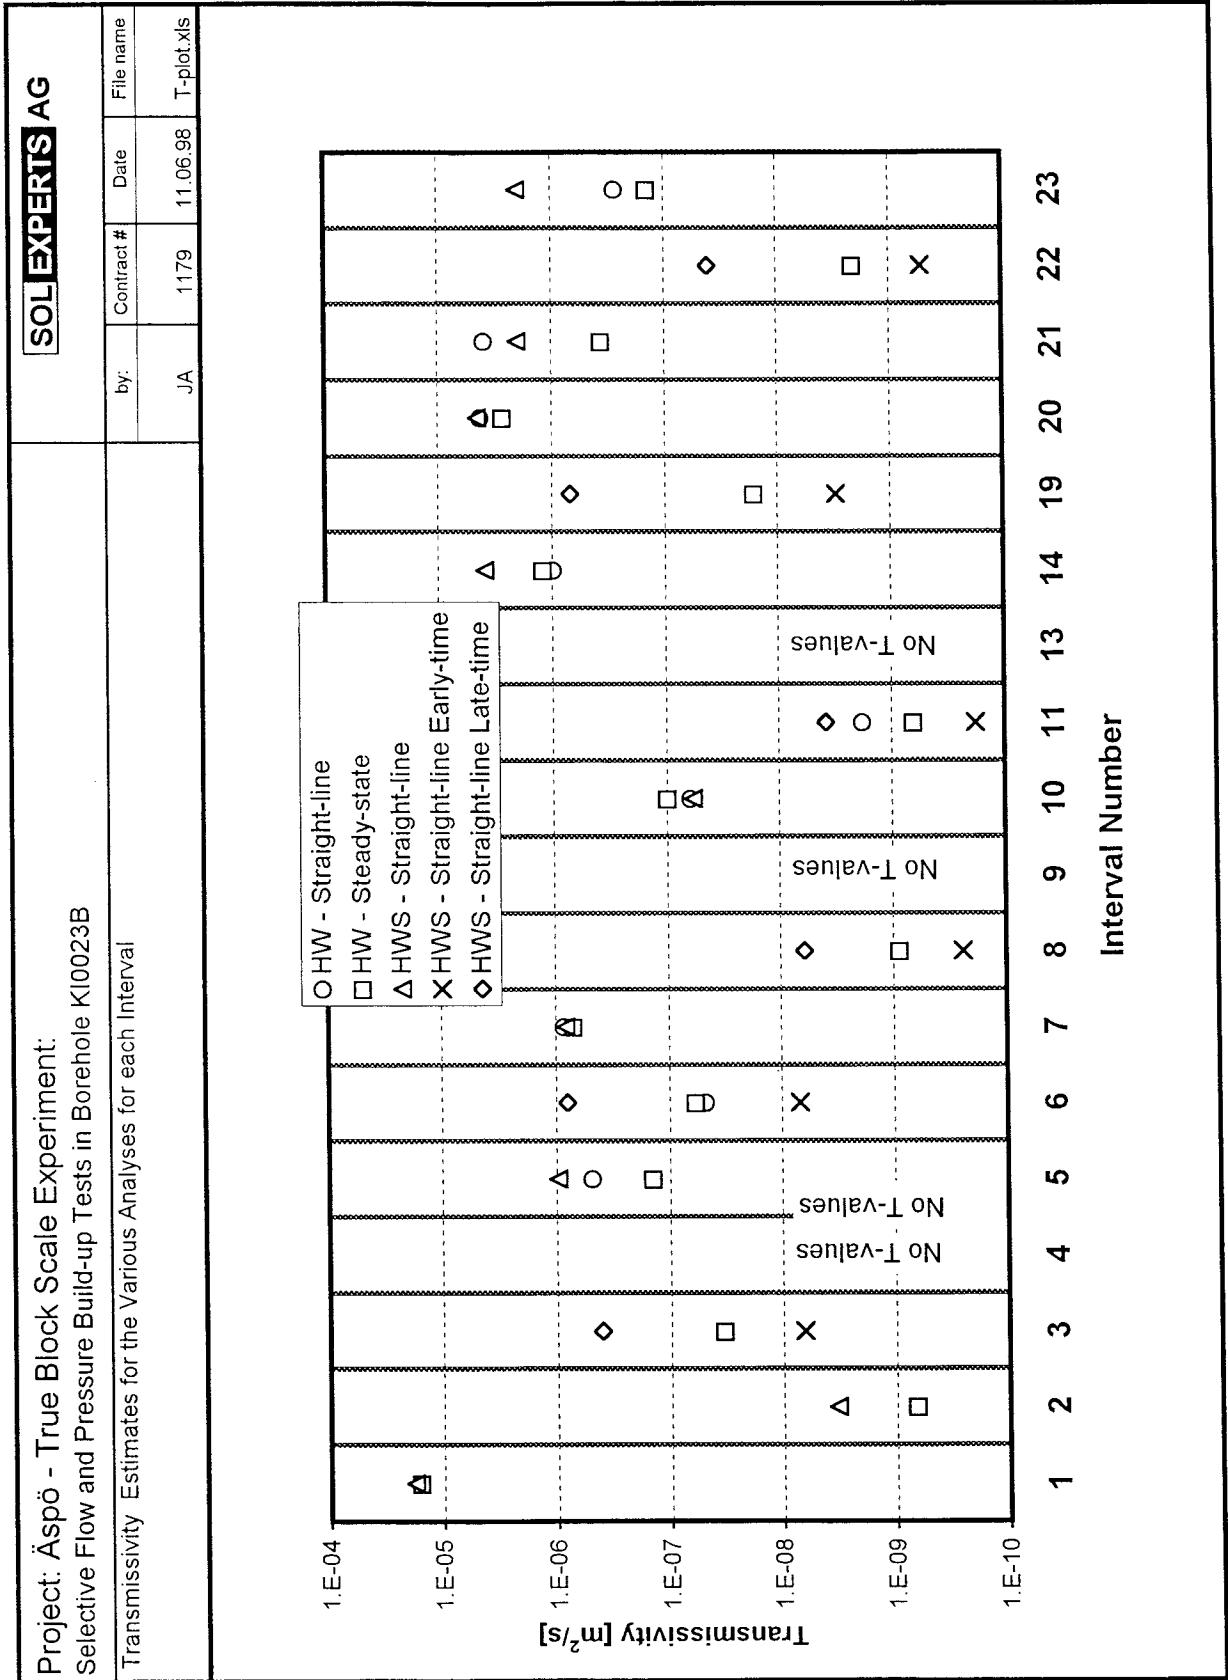 Project: Äspö - True Block Scale Experiment:
Selective Flow and Pressure Build-up Tests in Borehole KI0023B
SOLEXPERTS AG
Transmissivity Estimates for the Various Analyses for each Interval
by: Contract # Date File name
JA 1179 11.06.98 T-plot.xls
HW - Straight-line
HW - Steady-state
HWS - Straight-line
HWS - Straight-line Early-time
HWS - Straight-line Late-time
Transmissivity [m²/s]
1.E-04
1.E-05
1.E-06
1.E-07
1.E-08
1.E-09
1.E-10
No T-values
No T-values
No T-values
No T-values
1 2 3 4 5 6 7 8 9 10 11 13 14 19 20 21 22 23
Interval Number